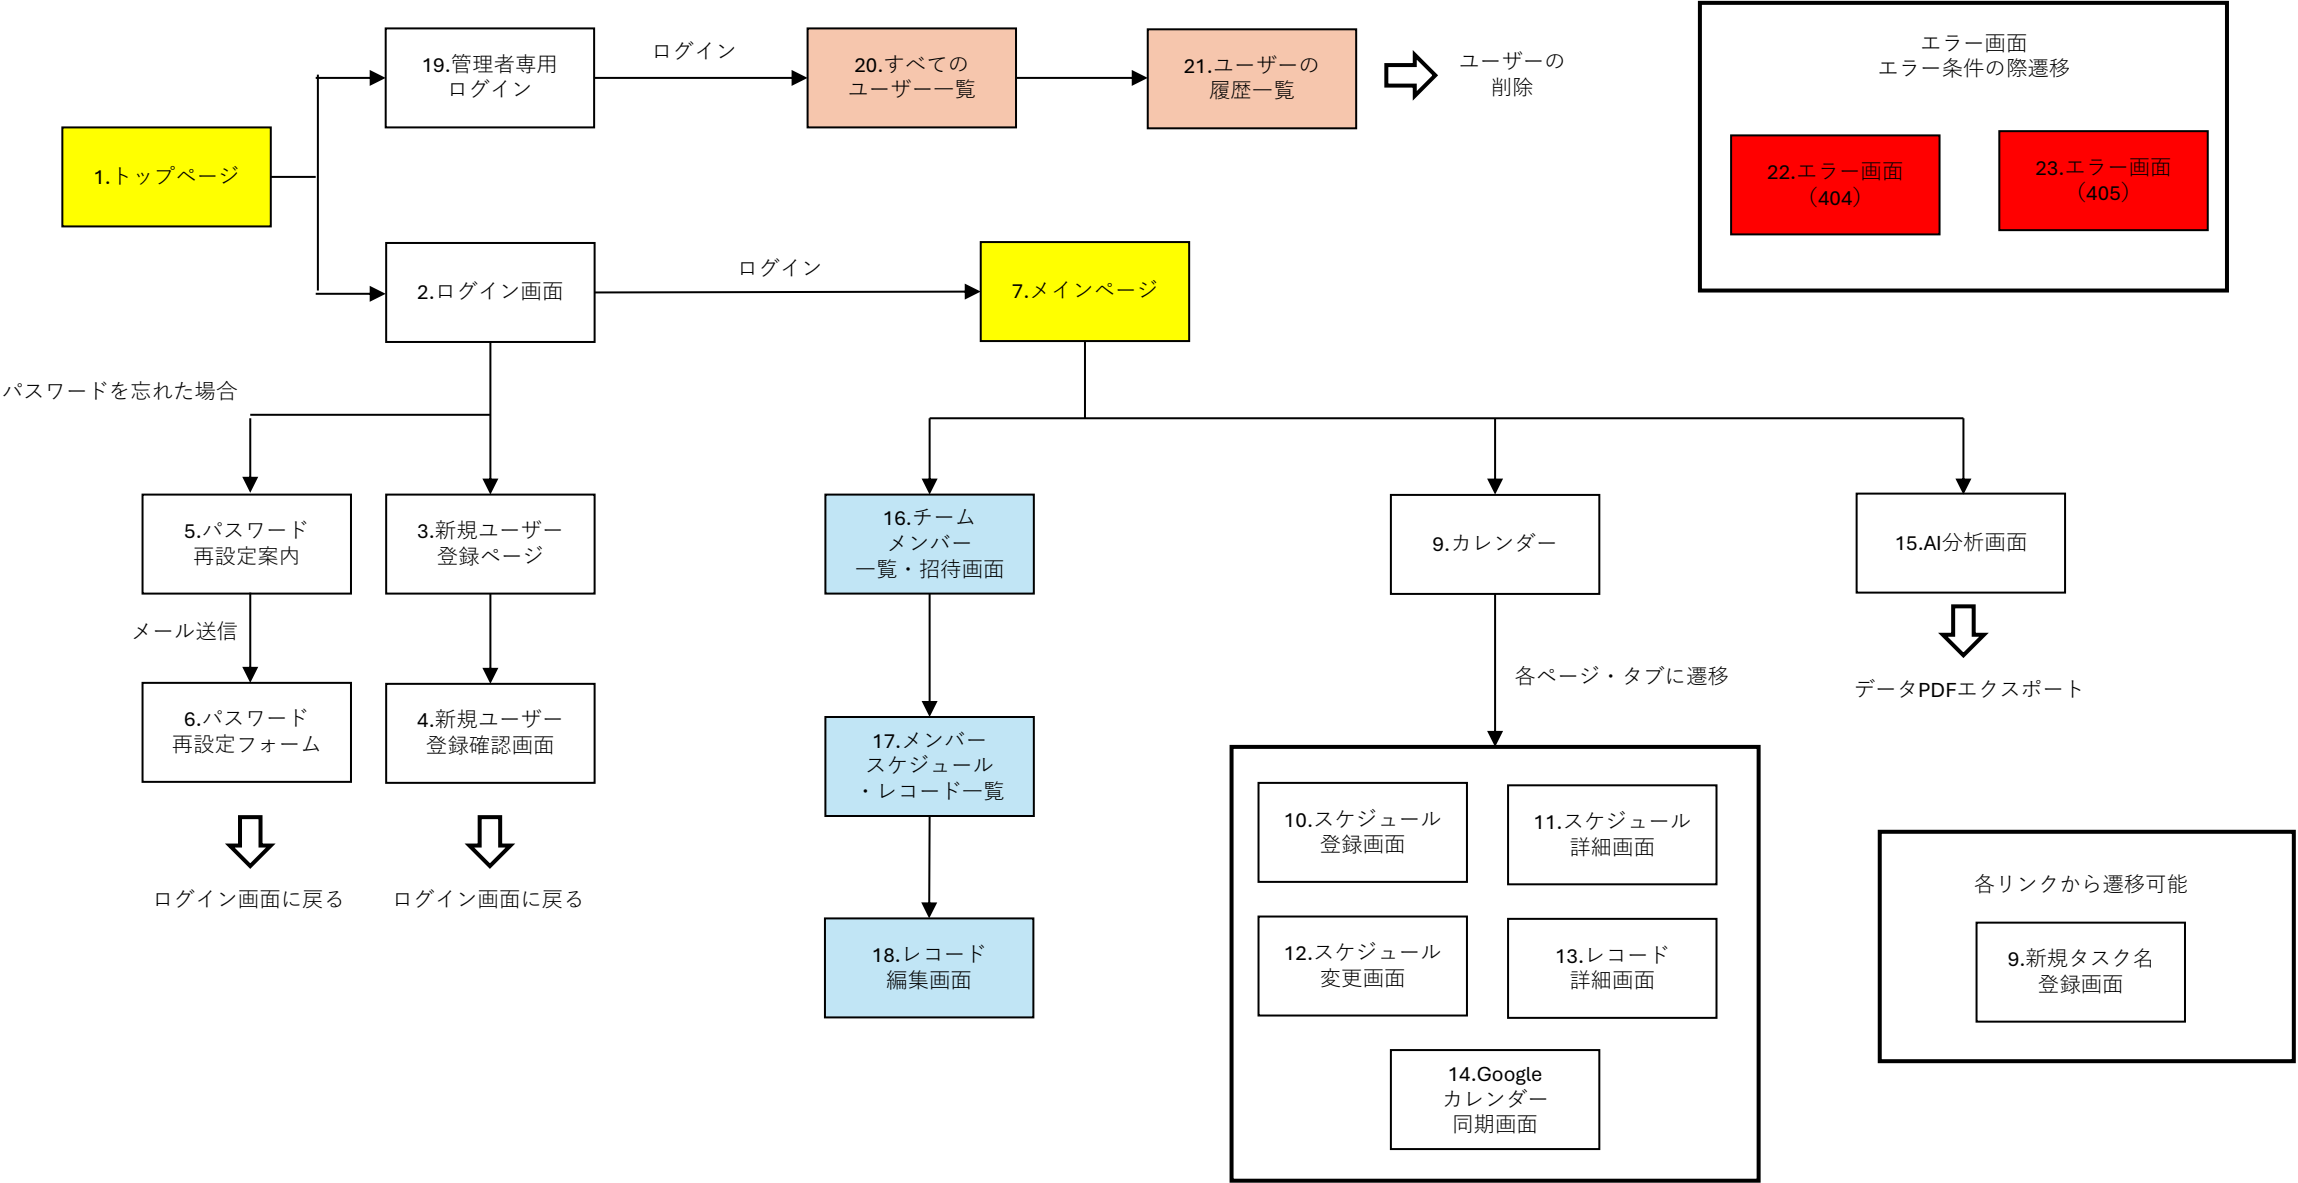 19.管理者専用
ログイン
ログイン
20.すべての
ユーザー一覧
21.ユーザーの
履歴一覧
ユーザーの
削除
エラー画面
エラー条件の際遷移
22.エラー画面
（404）
23.エラー画面
（405）
1.トップページ
2.ログイン画面
ログイン
7.メインページ
パスワードを忘れた場合
5.パスワード
再設定案内
3.新規ユーザー
登録ページ
16.チーム
メンバー
一覧・招待画面
9.カレンダー
15.AI分析画面
メール送信
各ページ・タブに遷移
データPDFエクスポート
6.パスワード
再設定フォーム
4.新規ユーザー
登録確認画面
17.メンバー
スケジュール
・レコード一覧
10.スケジュール
登録画面
11.スケジュール
詳細画面
ログイン画面に戻る
ログイン画面に戻る
各リンクから遷移可能
18.レコード
編集画面
12.スケジュール
変更画面
13.レコード
詳細画面
9.新規タスク名
登録画面
14.Google
カレンダー
同期画面